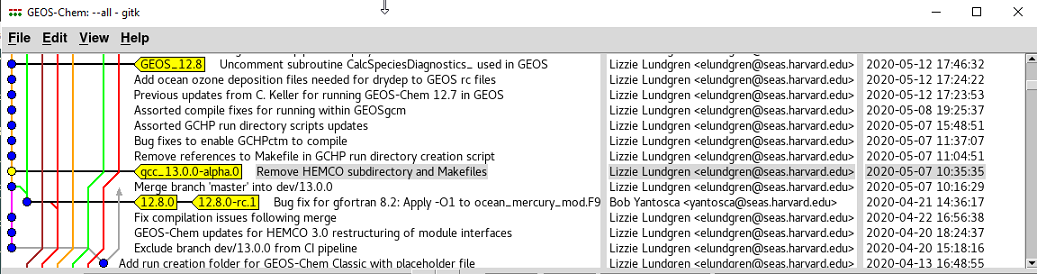 GEOS-Chem: --all - gitk
File Edit View Help
GEOS_12.8 Uncomment subroutine CalcSpeciesDiagnostics_ used in GEOS Lizzie Lundgren <elundgren@seas.harvard.edu> 2020-05-12 17:46:32
Add ocean ozone deposition files needed for drydep to GEOS rc files Lizzie Lundgren <elundgren@seas.harvard.edu> 2020-05-12 17:24:22
Previous updates from C. Keller for running GEOS-Chem 12.7 in GEOS Lizzie Lundgren <elundgren@seas.harvard.edu> 2020-05-12 17:23:53
Assorted compile fixes for running within GEOSgcm Lizzie Lundgren <elundgren@seas.harvard.edu> 2020-05-08 19:25:37
Assorted GCHP run directory scripts updates Lizzie Lundgren <elundgren@seas.harvard.edu> 2020-05-07 15:48:51
Bug fixes to enable GCHPctm to compile Lizzie Lundgren <elundgren@seas.harvard.edu> 2020-05-07 11:37:07
Remove references to Makefile in GCHP run directory creation script Lizzie Lundgren <elundgren@seas.harvard.edu> 2020-05-07 11:04:51
gcc_13.0.0-alpha.0 Remove HEMCO subdirectory and Makefiles Lizzie Lundgren <elundgren@seas.harvard.edu> 2020-05-07 10:35:35
Merge branch 'master' into dev/13.0.0 Lizzie Lundgren <elundgren@seas.harvard.edu> 2020-05-07 10:16:29
12.8.0 12.8.0-rc.1 Bug fix for gfortran 8.2: Apply -O1 to ocean_mercury_mod.F9 Bob Yantosca <yantosca@seas.harvard.edu> 2020-04-21 14:36:17
Fix compilation issues following merge Lizzie Lundgren <elundgren@seas.harvard.edu> 2020-04-22 16:56:38
GEOS-Chem updates for HEMCO 3.0 restructuring of module interfaces Lizzie Lundgren <elundgren@seas.harvard.edu> 2020-04-20 18:24:37
Exclude branch dev/13.0.0 from CI pipeline Lizzie Lundgren <elundgren@seas.harvard.edu> 2020-04-20 15:18:16
Add run creation folder for GEOS-Chem Classic with placeholder file Lizzie Lundgren <elundgren@seas.harvard.edu> 2020-04-13 16:48:55